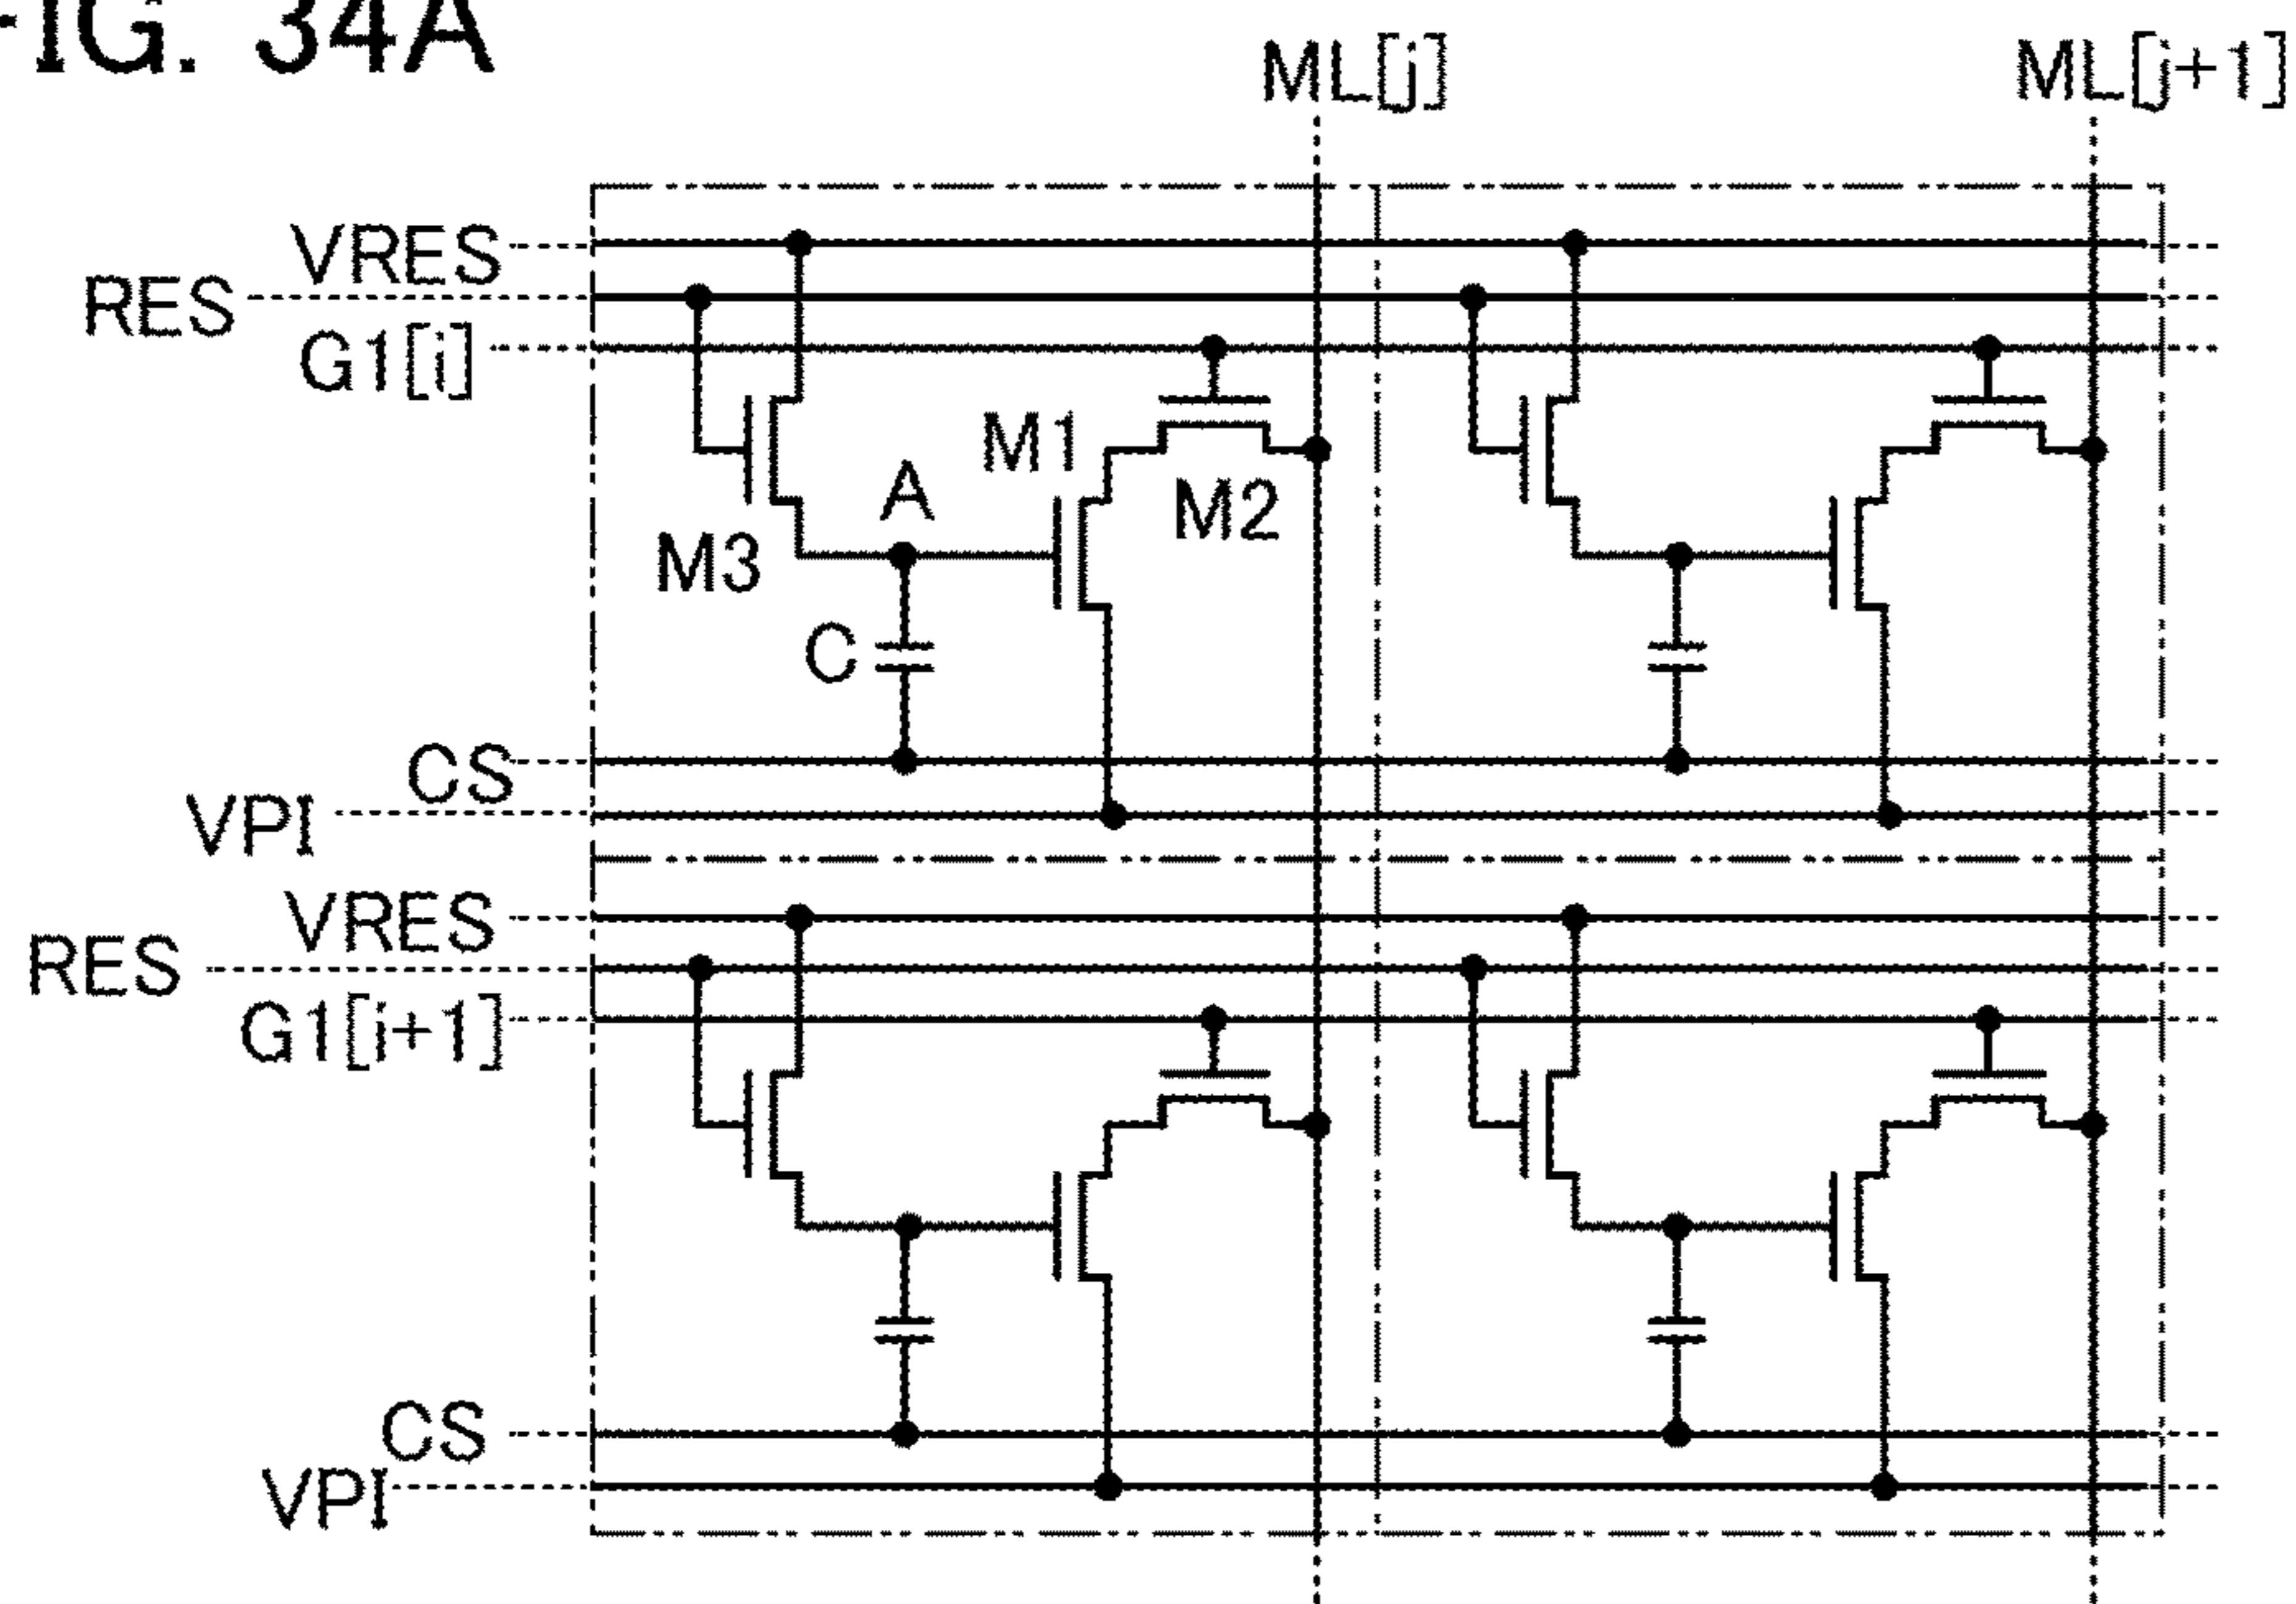 FIG. 34A
ML[j]
ML[j+1]
VRES
RES
G1[i]
M1
A
M2
M3
C
CS
VPI
VRES
RES
G1[i+1]
CS
VPI